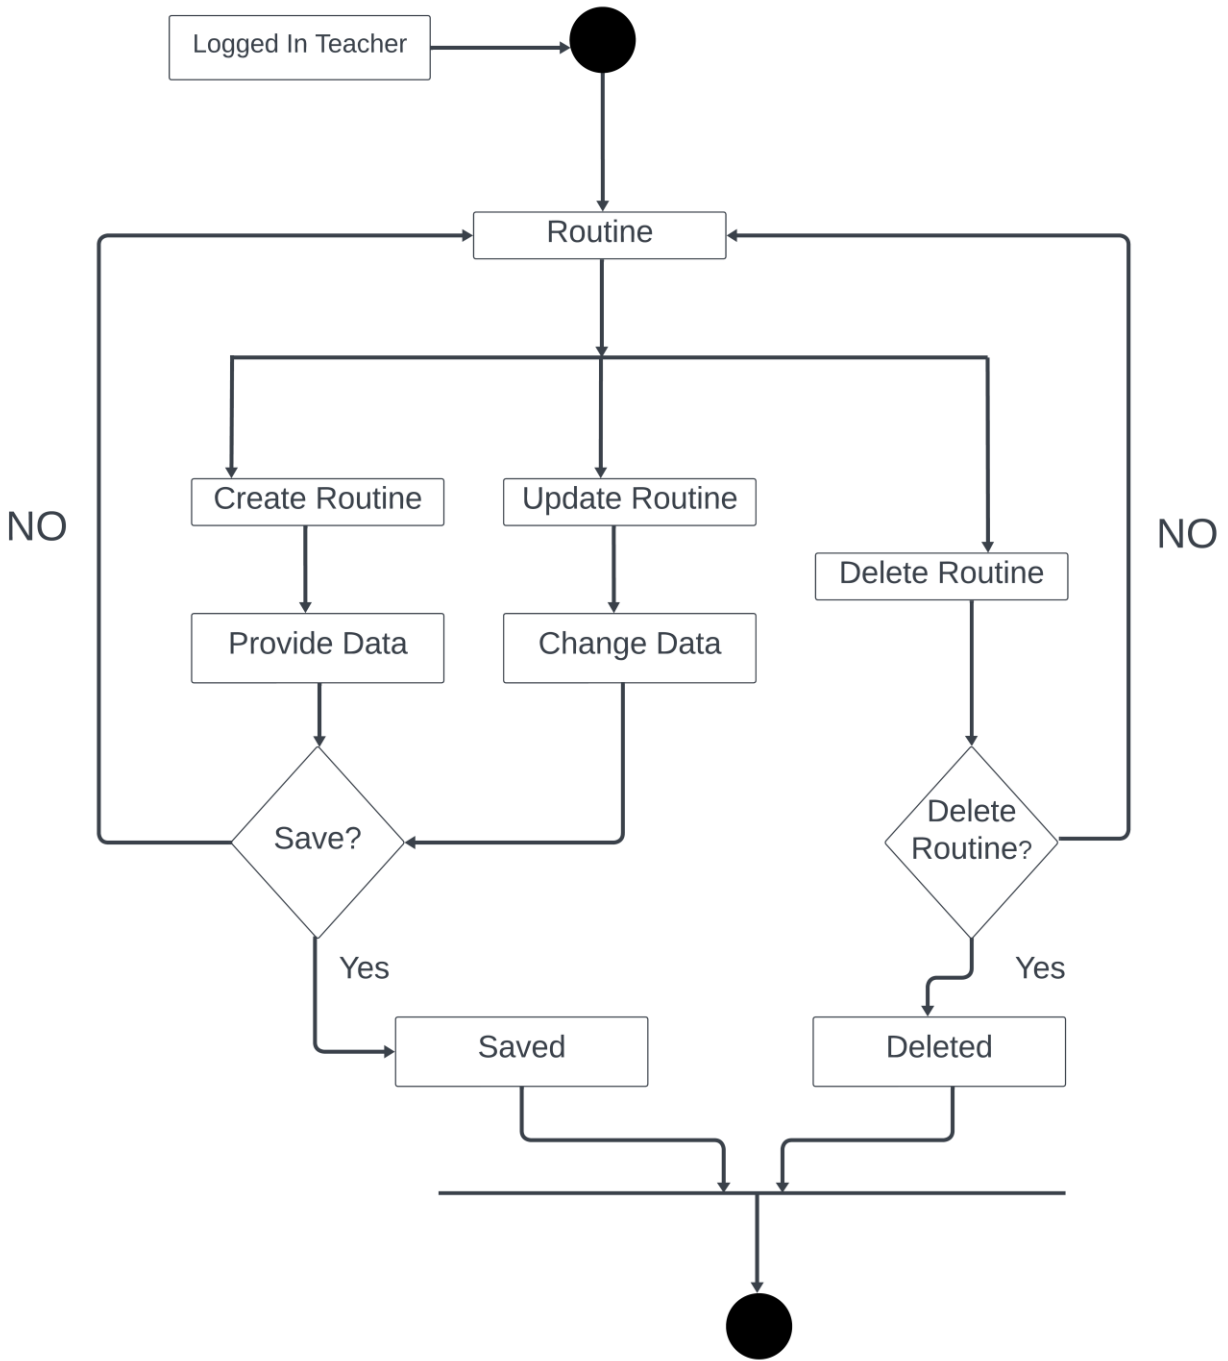 Logged In Teacher
Routine
NO
Create Routine
Update Routine
NO
Delete Routine
Provide Data
Change Data
Save?
Delete
Routine?
Yes
Yes
Saved
Deleted